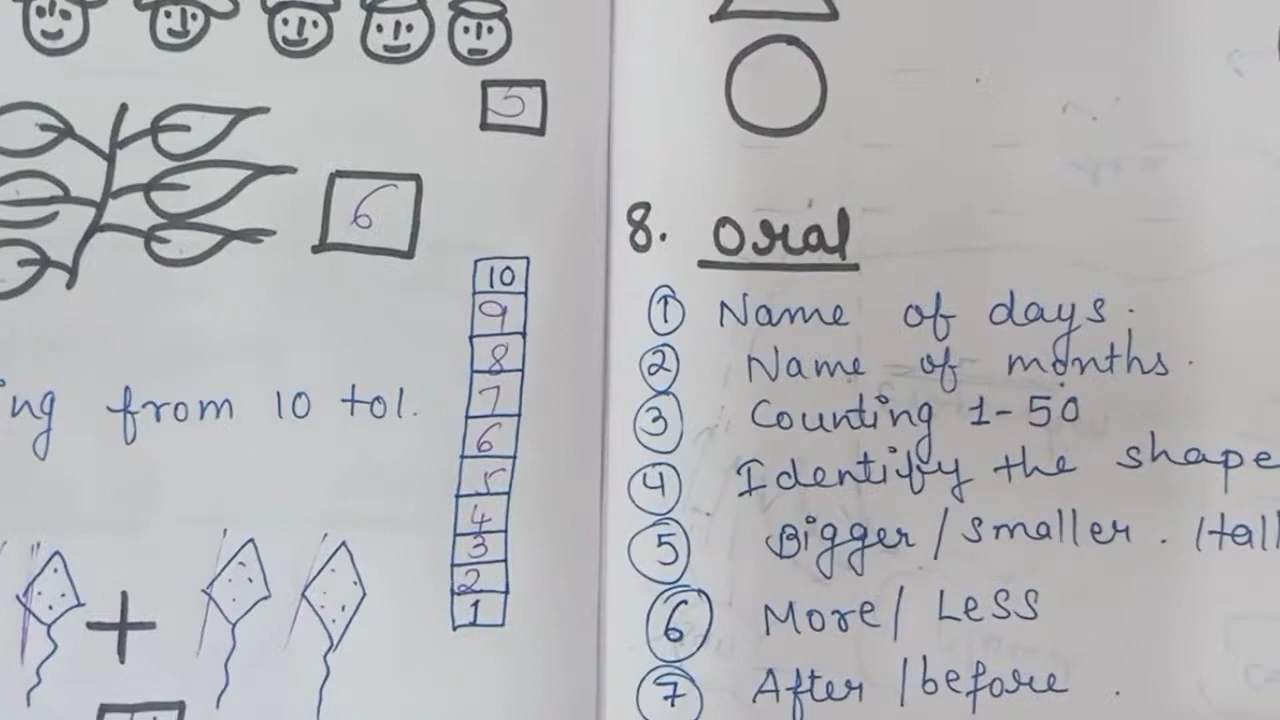 5
6
10
9
8
7
6
5
4
3
2
1
ng from 10 to1.
8. Oral
1 Name of days.
2 Name of months.
3 Counting 1-50
4 Identify the shape
5 Bigger/smaller. /tall
6 More/ Less
7 After /before.